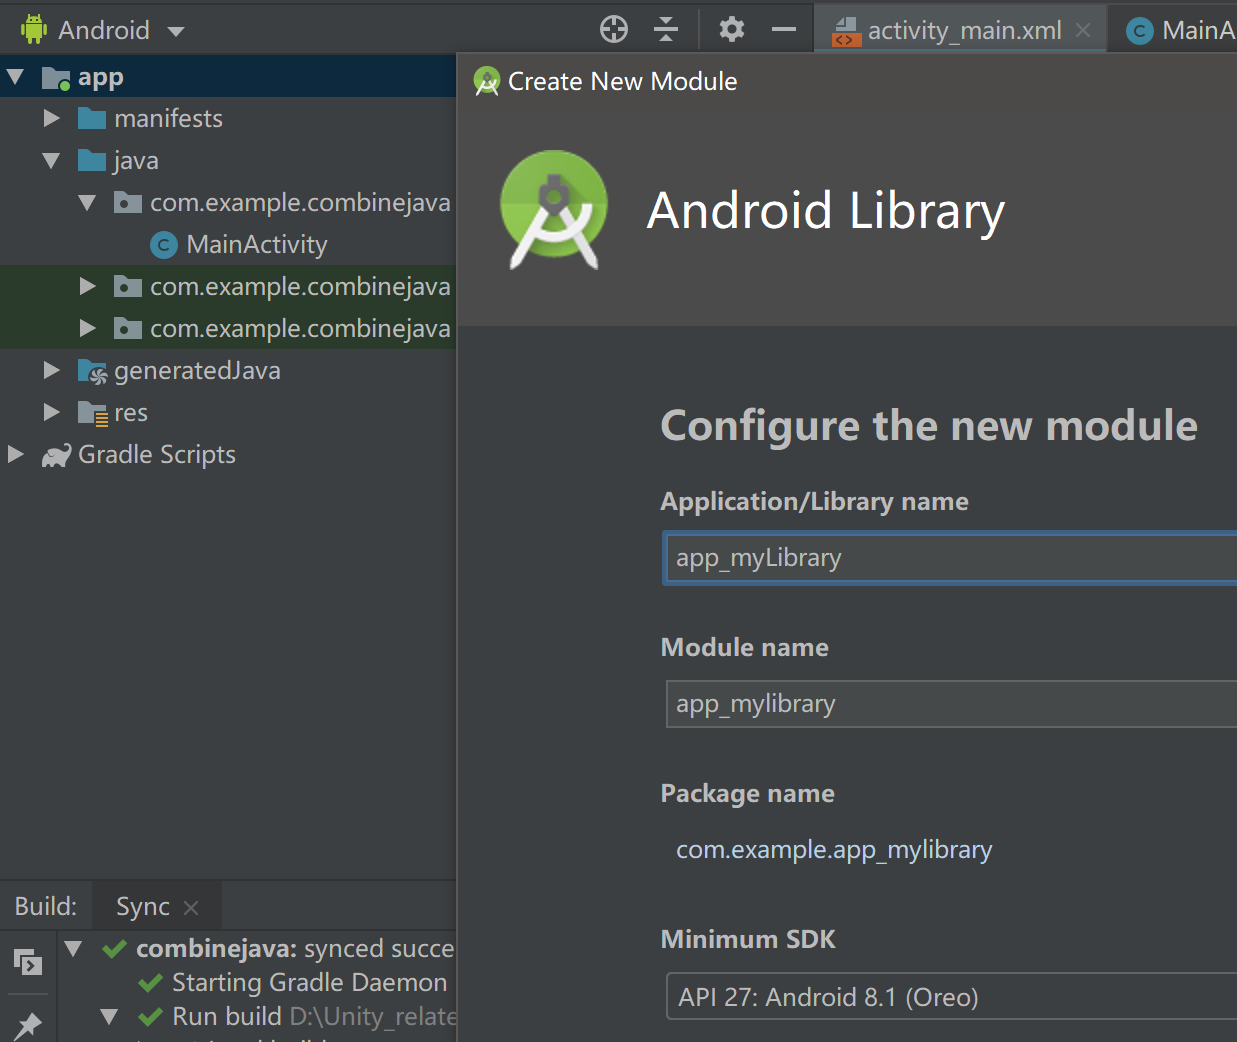 Android
activity_main.xml
MainA
app
manifests
java
com.example.combinejava
MainActivity
com.example.combinejava
com.example.combinejava
generatedJava
res
Gradle Scripts
Create New Module
Android Library
Configure the new module
Application/Library name
app_myLibrary
Module name
app_mylibrary
Package name
com.example.app_mylibrary
Minimum SDK
API 27: Android 8.1 (Oreo)
Build:
Sync
combinejava: synced succe
Starting Gradle Daemon
Run build D:\Unity_relate